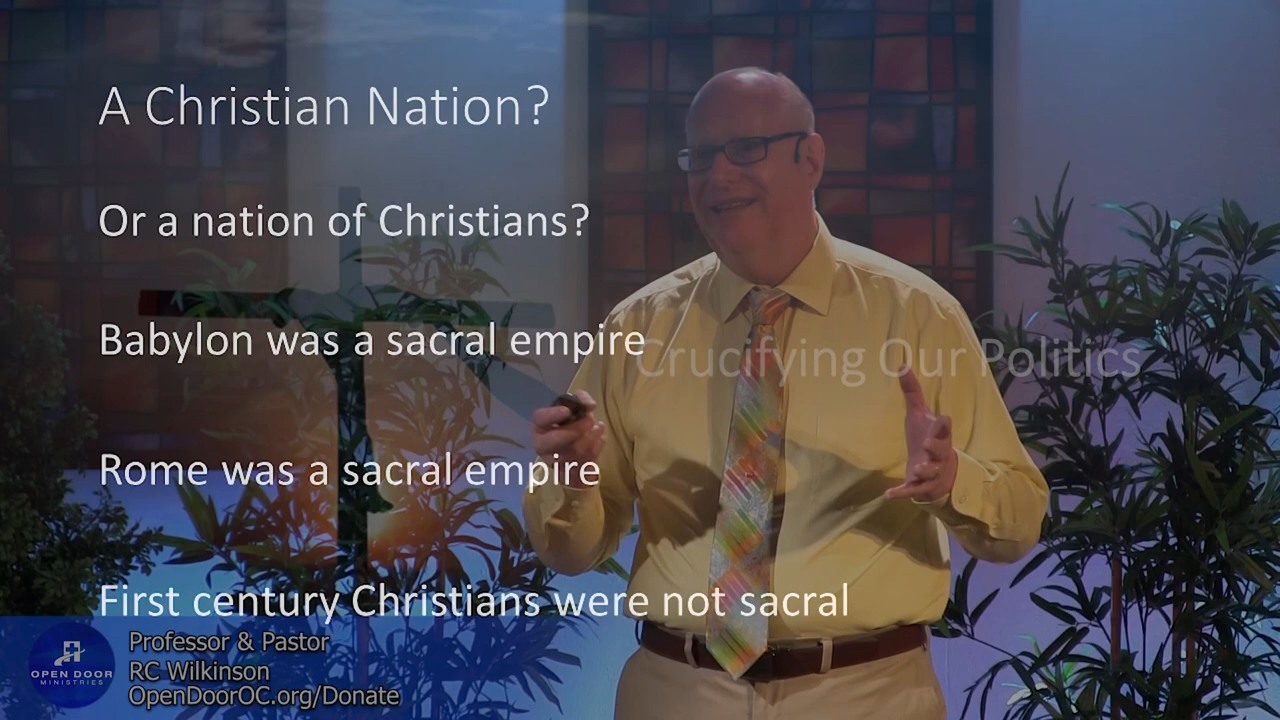 A Christian Nation?
Or a nation of Christians?
Babylon was a sacral empire
Crucifying Our Politics
Rome was a sacral empire
First century Christians were not sacral
OPEN DOOR
MINISTRIES
Professor & Pastor
RC Wilkinson
OpenDoorOC.org/Donate